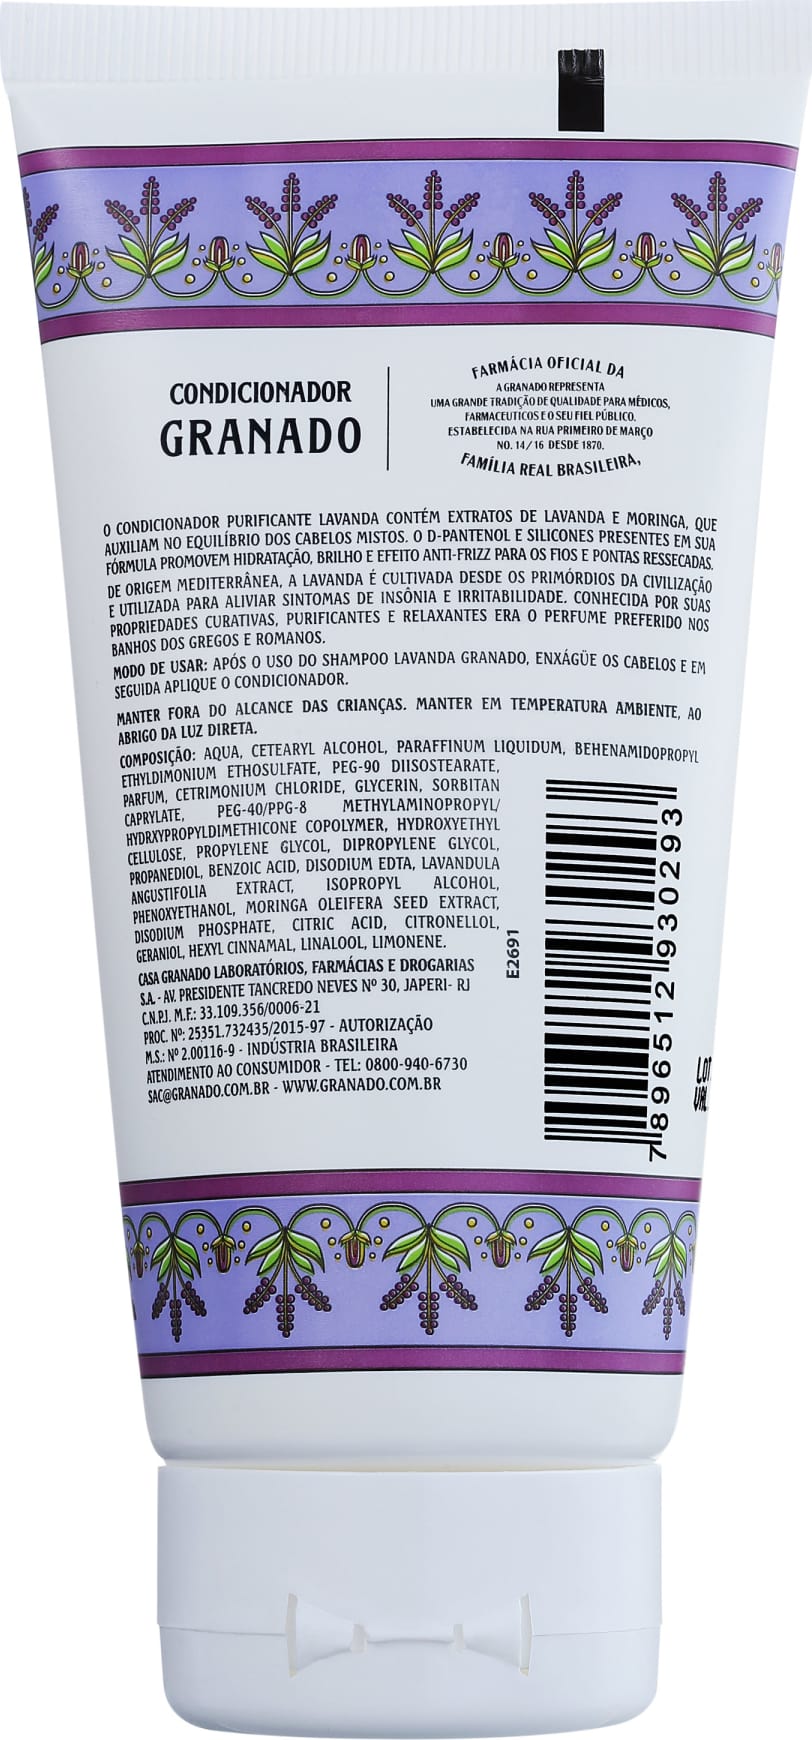 CONDICIONADOR
GRANADO
FARMÁCIA OFICIAL DA
A GRANADO REPRESENTA
UMA GRANDE TRADIÇÃO DE QUALIDADE PARA MÉDICOS,
FARMACEUTICOS E O SEU FIEL PÚBLICO.
ESTABELECIDA NA RUA PRIMEIRO DE MARÇO
NO. 14/16 DESDE 1870.
FAMÍLIA REAL BRASILEIRA,
O CONDICIONADOR PURIFICANTE LAVANDA CONTÉM EXTRATOS DE LAVANDA E MORINGA, QUE
AUXILIAM NO EQUILÍBRIO DOS CABELOS MISTOS. O D-PANTENOL E SILICONES PRESENTES EM SUA
FÓRMULA PROMOVEM HIDRATAÇÃO, BRILHO E EFEITO ANTI-FRIZZ PARA OS FIOS E PONTAS RESSECADAS.
DE ORIGEM MEDITERRÂNEA, A LAVANDA É CULTIVADA DESDE OS PRIMÓRDIOS DA CIVILIZAÇÃO
E UTILIZADA PARA ALIVIAR SINTOMAS DE INSÔNIA E IRRITABILIDADE. CONHECIDA POR SUAS
PROPRIEDADES CURATIVAS, PURIFICANTES E RELAXANTES ERA O PERFUME PREFERIDO NOS
BANHOS DOS GREGOS E ROMANOS.
MODO DE USAR: APÓS O USO DO SHAMPOO LAVANDA GRANADO, ENXÁGÜE OS CABELOS E EM
SEGUIDA APLIQUE O CONDICIONADOR.
MANTER FORA DO ALCANCE DAS CRIANÇAS. MANTER EM TEMPERATURA AMBIENTE, AO
ABRIGO DA LUZ DIRETA.
COMPOSIÇÃO: AQUA, CETEARYL ALCOHOL, PARAFFINUM LIQUIDUM, BEHENAMIDOPROPYL
ETHYLDIMONIUM ETHOSULFATE, PEG-90 DIISOSTEARATE,
PARFUM, CETRIMONIUM CHLORIDE, GLYCERIN, SORBITAN
CAPRYLATE, PEG-40/PPG-8 METHYLAMINOPROPYL/
HYDRXYPROPYLDIMETHICONE COPOLYMER, HYDROXYETHYL
CELLULOSE, PROPYLENE GLYCOL, DIPROPYLENE GLYCOL,
PROPANEDIOL, BENZOIC ACID, DISODIUM EDTA, LAVANDULA
ANGUSTIFOLIA EXTRACT, ISOPROPYL ALCOHOL,
PHENOXYETHANOL, MORINGA OLEIFERA SEED EXTRACT,
DISODIUM PHOSPHATE, CITRIC ACID, CITRONELLOL,
GERANIOL, HEXYL CINNAMAL, LINALOOL, LIMONENE.
CASA GRANADO LABORATÓRIOS, FARMÁCIAS E DROGARIAS
S.A. - AV. PRESIDENTE TANCREDO NEVES Nº 30, JAPERI- RJ
C.N.P.J. M.F.: 33.109.356/0006-21
PROC. Nº: 25351.732435/2015-97 - AUTORIZAÇÃO
M.S.: Nº 2.00116-9 - INDÚSTRIA BRASILEIRA
ATENDIMENTO AO CONSUMIDOR - TEL: 0800-940-6730
SAC@GRANADO.COM.BR - WWW.GRANADO.COM.BR
E2691
7896512930293
LOT
VAL